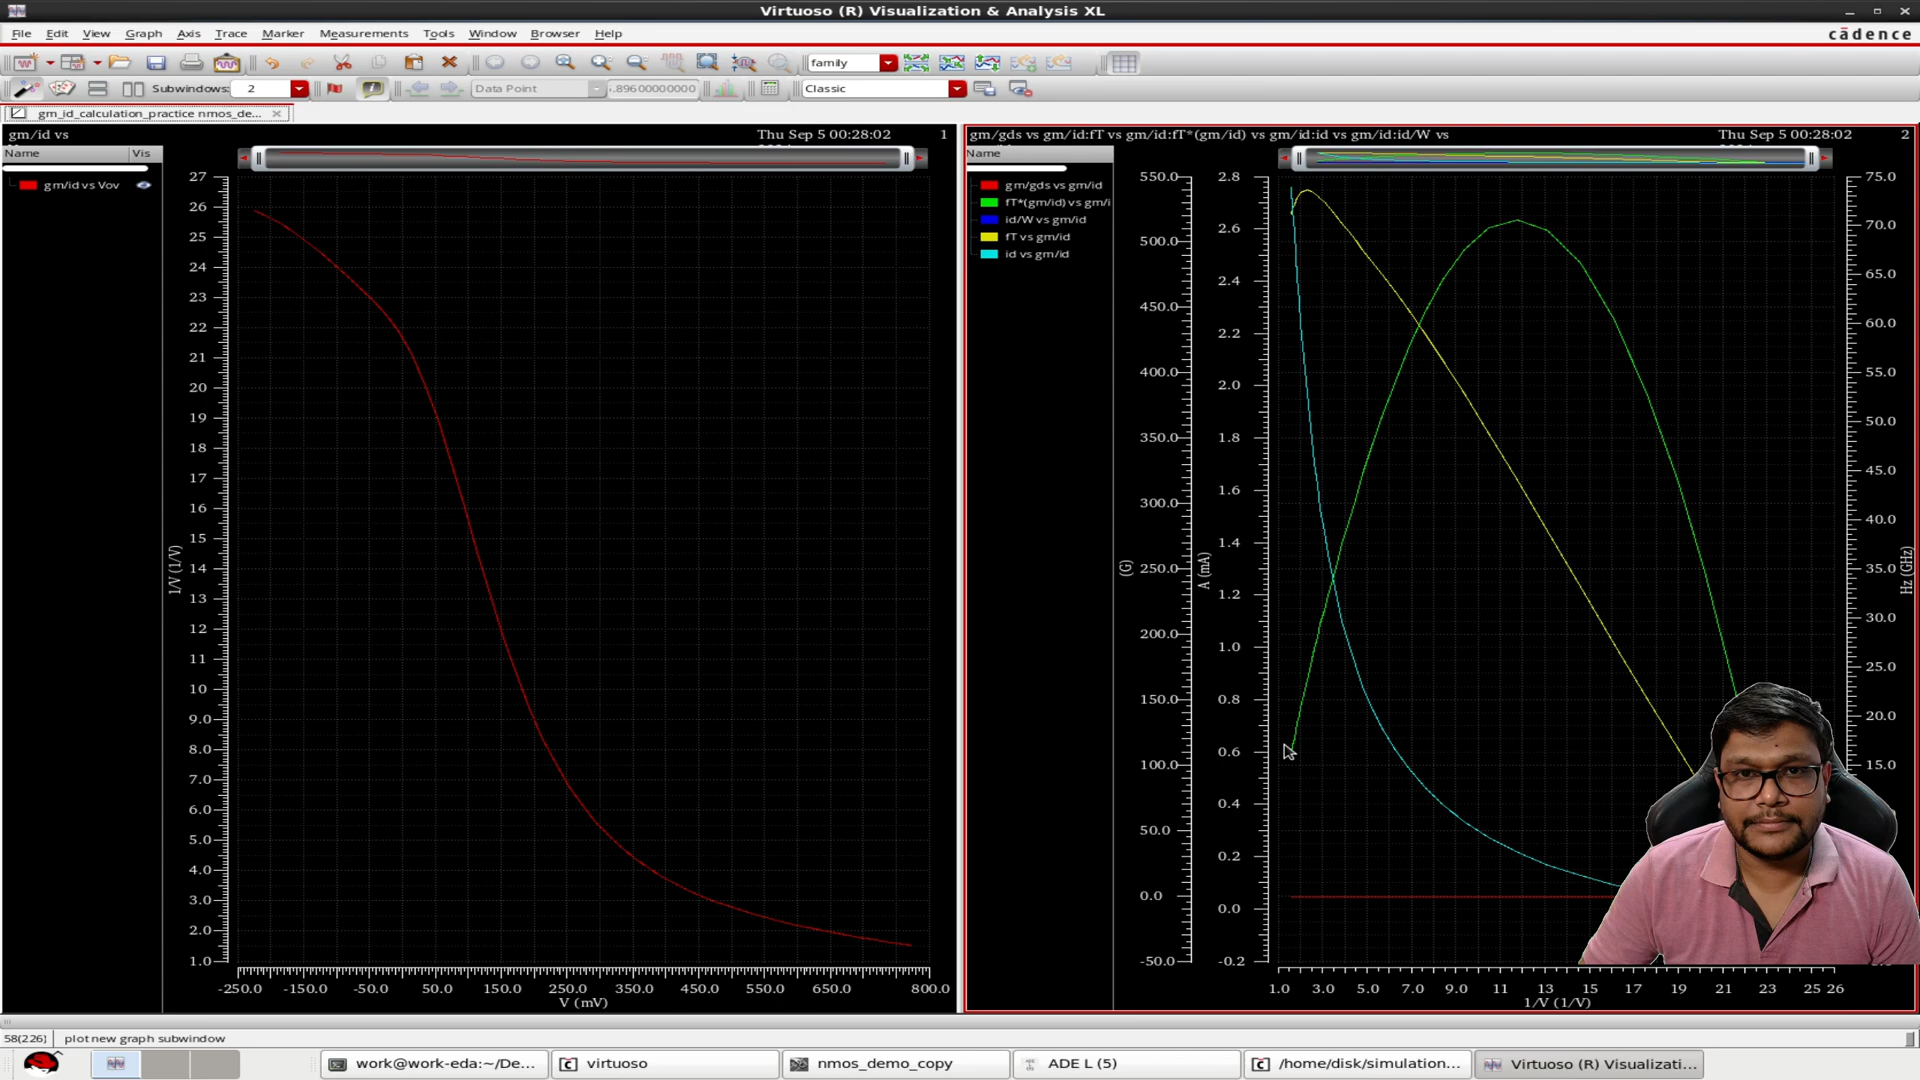 Virtuoso (R) Visualization & Analysis XL
File Edit View Graph Axis Trace Marker Measurements Tools Window Browser Help
cādence
family
Subwindows: 2
Data Point
.89600000000
Classic
gm_id_calculation_practice nmos_de...
gm/id vs
Thu Sep 5 00:28:02 1
Name Vis
gm/id vs Vov
27
26
25
24
23
22
21
20
19
18
17
16
15
14
13
12
11
10
9.0
8.0
7.0
6.0
5.0
4.0
3.0
2.0
1.0
1/V (1/V)
-250.0 -150.0 -50.0 50.0 150.0 250.0 350.0 450.0 550.0 650.0 800.0
V (mV)
gm/gds vs gm/id:fT vs gm/id:fT*(gm/id) vs gm/id:id vs gm/id:id/W vs
Thu Sep 5 00:28:02 2
Name
gm/gds vs gm/id
fT*(gm/id) vs gm/i
id/W vs gm/id
fT vs gm/id
id vs gm/id
550.0
500.0
450.0
400.0
350.0
300.0
250.0
200.0
150.0
100.0
50.0
0.0
-50.0
(G)
2.8
2.6
2.4
2.2
2.0
1.8
1.6
1.4
1.2
1.0
0.8
0.6
0.4
0.2
0.0
-0.2
A (mA)
75.0
70.0
65.0
60.0
55.0
50.0
45.0
40.0
35.0
30.0
25.0
20.0
15.0
Hz (GHz)
1.0 3.0 5.0 7.0 9.0 11 13 15 17 19 21 23 25 26
1/V (1/V)
58(226) plot new graph subwindow
work@work-eda:~/De...
virtuoso
nmos_demo_copy
ADE L (5)
/home/disk/simulation...
Virtuoso (R) Visualizati...